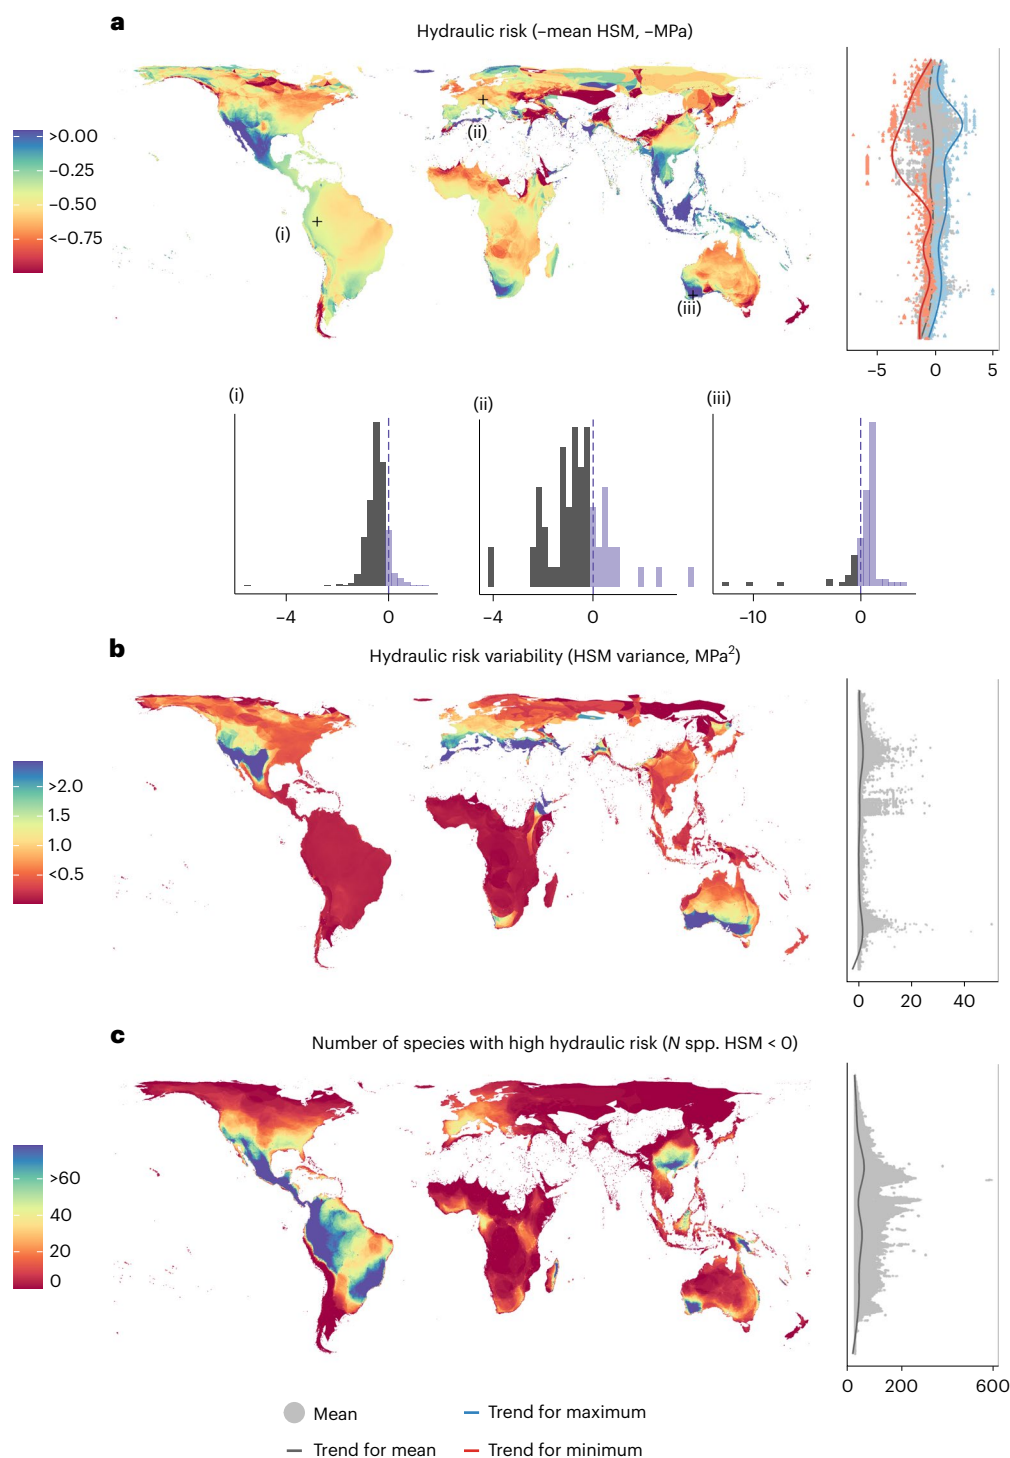 a
Hydraulic risk (–mean HSM, –MPa)
>0.00
–0.25
–0.50
<–0.75
(i)
(ii)
(iii)
–5 0 5
(i)
(ii)
(iii)
–4 0
–4 0
–10 0
b
Hydraulic risk variability (HSM variance, MPa²)
>2.0
1.5
1.0
<0.5
0 20 40
c
Number of species with high hydraulic risk (N spp. HSM < 0)
>60
40
20
0
0 200 600
Mean
Trend for maximum
Trend for mean
Trend for minimum